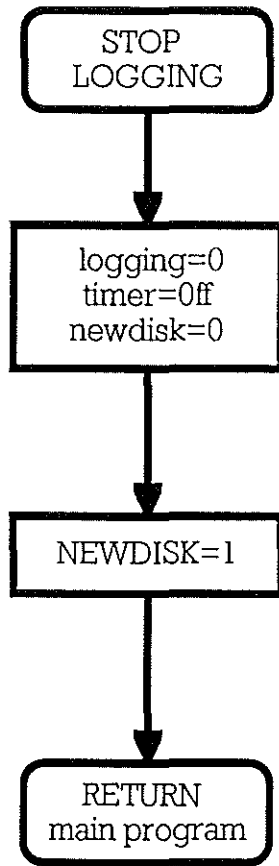 STOP
LOGGING
logging=0
timer=0ff
newdisk=0
NEWDISK=1
RETURN
main program